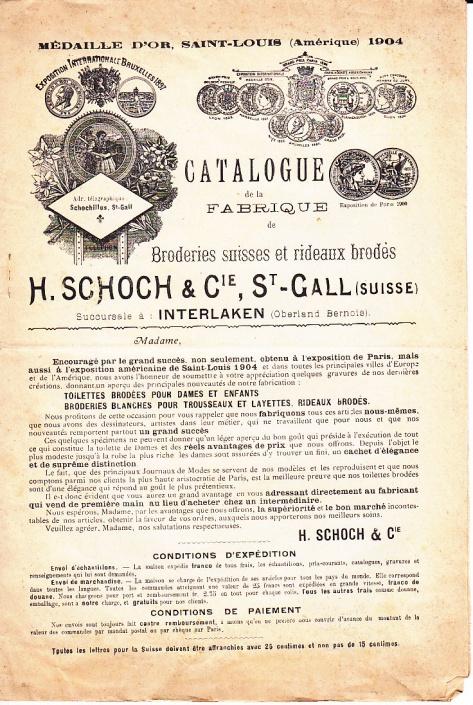 MÉDAILLE D'OR, SAINT-LOUIS (Amérique) 1904
EXPOSITION INTERNATIONALE BRUXELLES 1897
GRAND PRIX PARIS
CATALOGUE
de la
FABRIQUE
de
Adr. télégraphique
Schochillus, St-Gall
TÉLÉPHON
Exposition de Paris 1900
Broderies suisses et rideaux brodés
H. SCHOCH & CIE, ST-GALL (SUISSE)
Succursale à : INTERLAKEN (Oberland Bernois).
Madame,
Encouragé par le grand succès, non seulement, obtenu à l'exposition de Paris, mais
aussi à l'exposition américaine de Saint-Louis 1904 et dans toutes les principales villes d'Europe
et de l'Amérique, nous avons l'honneur de soumettre à votre appréciation quelques gravures de nos dernières
créations, donnant un aperçu des principales nouveautés de notre fabrication :
TOILETTES BRODÉES POUR DAMES ET ENFANTS
BRODERIES BLANCHES POUR TROUSSEAUX ET LAYETTES, RIDEAUX BRODÉS.
Nous profitons de cette occasion pour vous rappeler que nous fabriquons tous ces articles nous-mêmes,
que nous avons des dessinateurs, artistes dans leur métier, qui ne travaillent que pour nous et que nos
nouveautés remportent partout un grand succès
Ces quelques spécimens ne peuvent donner qu'un léger aperçu du bon goût qui préside à l'exécution de tout
ce qui constitue la toilette de Dames et des réels avantages de prix que nous offrons. Depuis l'objet le
plus modeste jusqu'à la robe la plus riche les dames sont assurées d'y trouver un fini, un cachet d'élégance
et de suprême distinction
Le fait, que des principaux Journaux de Modes se servent de nos modèles et les reproduisent et que nous
comptons parmi nos clients la plus haute aristocratie de Paris, est la meilleure preuve que nos toilettes brodées
sont d'une élégance qui répond au goût le plus prétentieux.
Il est donc évident que vous aurez un grand avantage en vous adressant directement au fabricant
qui vend de première main au lieu d'acheter chez un intermédiaire.
Nous espérons, Madame, par les avantages que nous offrons, la supériorité et le bon marché incontes-
tables de nos articles, obtenir la faveur de vos ordres, auxquels nous apporterons nos meilleurs soins.
Veuillez agréer, Madame, nos salutations respectueuses.
H. SCHOCH & CIE
CONDITIONS D'EXPÉDITION
Envoi d'échantillons. — La maison expédie franco de tous frais, les échantillons, prix-courants, catalogues, gravures et
renseignements qui lui sont demandés.
Envoi de marchandise. — La maison se charge de l'expédition de ses articles pour tous les pays du monde. Elle correspond
dans toutes les langues. Toutes les commandes atteignant une valeur de 25 francs sont expédiées en grande vitesse, franco de
douane. Nous chargeons pour port et remboursement fr. 2.75 en tout pour chaque colis. Tous les autres frais comme douane,
emballage, sont à notre charge, et gratuits pour nos clients.
CONDITIONS DE PAIEMENT
Nos envois sont toujours fait contre remboursement, à moins qu'on ne préfère nous couvrir d'avance du montant de la
valeur des commandes par mandat postal ou par chèque sur Paris.
Toutes les lettres pour la Suisse doivent être affranchies avec 25 centimes et non pas de 15 centimes.